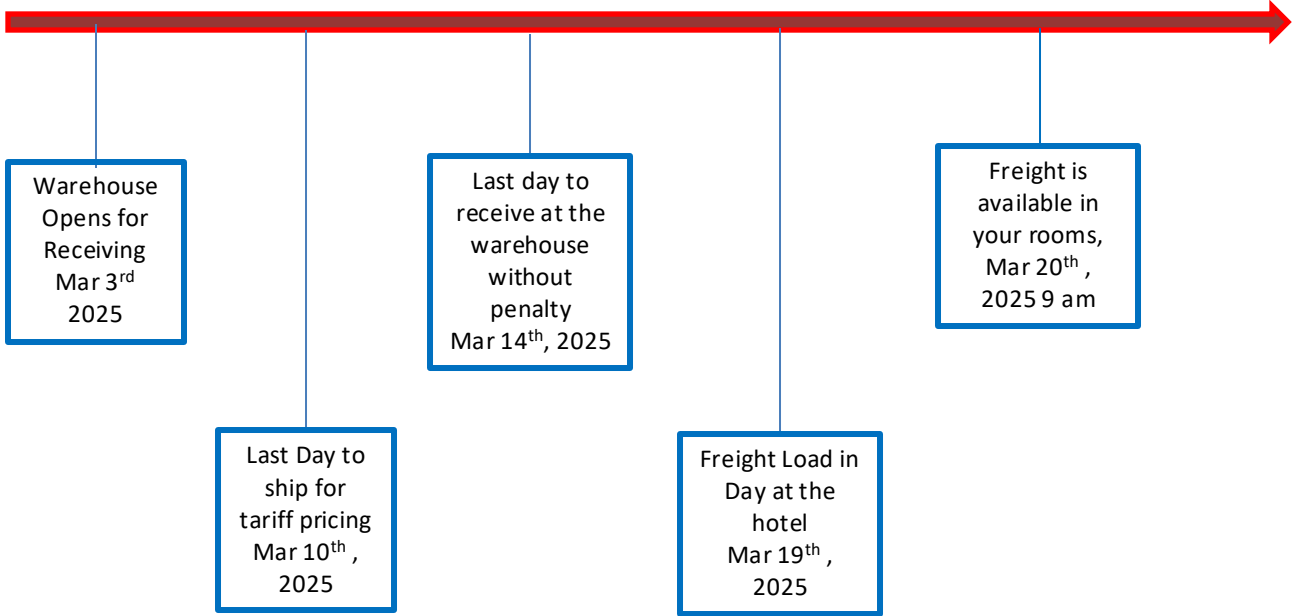 Warehouse
Opens for
Receiving
Mar 3rd
2025
Last Day to
ship for
tariff pricing
Mar 10th ,
2025
Last day to
receive at the
warehouse
without
penalty
Mar 14th, 2025
Freight Load in
Day at the
hotel
Mar 19th ,
2025
Freight is
available in
your rooms,
Mar 20th ,
2025 9 am